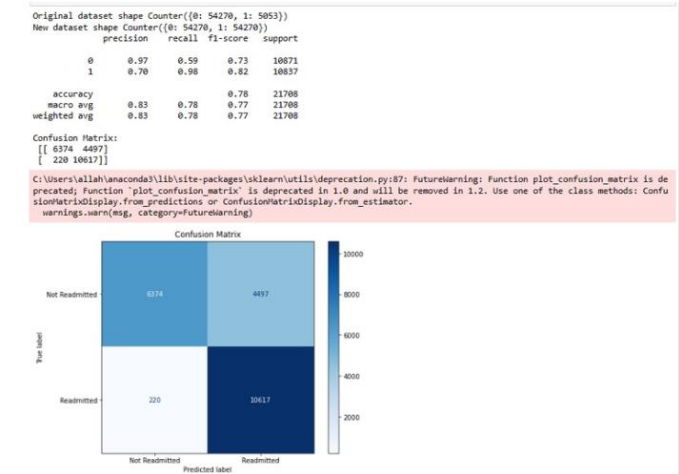 Original dataset shape Counter({0: 54270, 1: 5053})
New dataset shape Counter({0: 54270, 1: 54270})
precision recall f1-score support
0 0.97 0.59 0.73 10871
1 0.70 0.98 0.82 10837
accuracy 0.78 21708
macro avg 0.83 0.78 0.77 21708
weighted avg 0.83 0.78 0.77 21708
Confusion Matrix:
[[ 6374 4497]
[ 220 10617]]
C:\Users\allah\anaconda3\lib\site-packages\sklearn\utils\deprecation.py:87: FutureWarning: Function plot_confusion_matrix is de
precated; Function `plot_confusion_matrix` is deprecated in 1.0 and will be removed in 1.2. Use one of the class methods: Confu
sionMatrixDisplay.from_predictions or ConfusionMatrixDisplay.from_estimator.
warnings.warn(msg, category=FutureWarning)
Confusion Matrix
10000
Not Readmitted
6374
4497
8000
6000
True label
4000
Readmitted
220
10617
2000
Not Readmitted
Readmitted
Predicted label